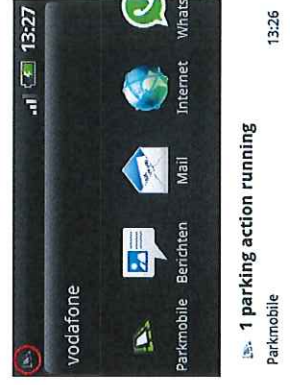 13:27
vodafone
Parkmobile Berichten Mail Internet Whats
1 parking action running
Parkmobile 13:26